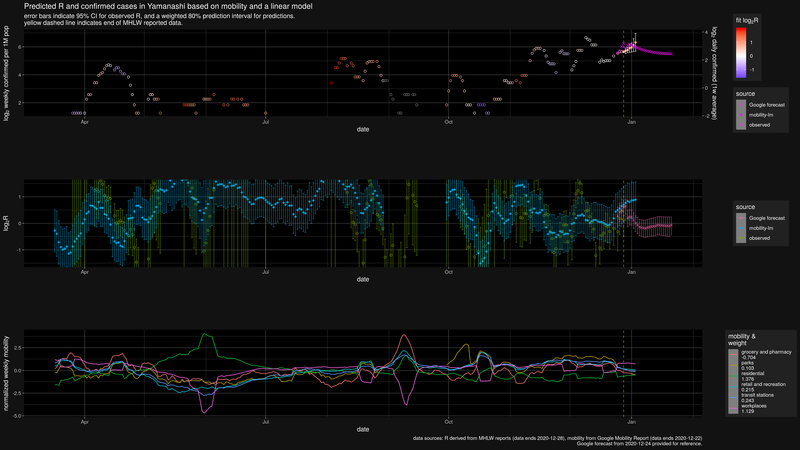 Predicted R and confirmed cases in Yamanashi based on mobility and a linear model
error bars indicate 95% CI for observed R, and a weighted 80% prediction interval for predictions.
yellow dashed line indicates end of MHLW reported data.
log₂ weekly confirmed per 1M pop
6
4
2
4
2
0
-2
log₂ daily confirmed (1w average)
Apr
Jul
Oct
Jan
date
fit log₂R
1
0
-1
source
Google forecast
mobility-lm
observed
log₂R
1
0
-1
Apr
Jul
Oct
Jan
date
source
Google forecast
mobility-lm
observed
normalized weekly mobility
2.5
0.0
-2.5
-5.0
Apr
Jul
Oct
Jan
date
mobility &
weight
grocery and pharmacy
-0.704
parks
0.103
residential
1.376
retail and recreation
0.215
transit stations
0.243
workplaces
1.129
data sources: R derived from MHLW reports (data ends 2020-12-28), mobility from Google Mobility Report (data ends 2020-12-22)
Google forecast from 2020-12-24 provided for reference.